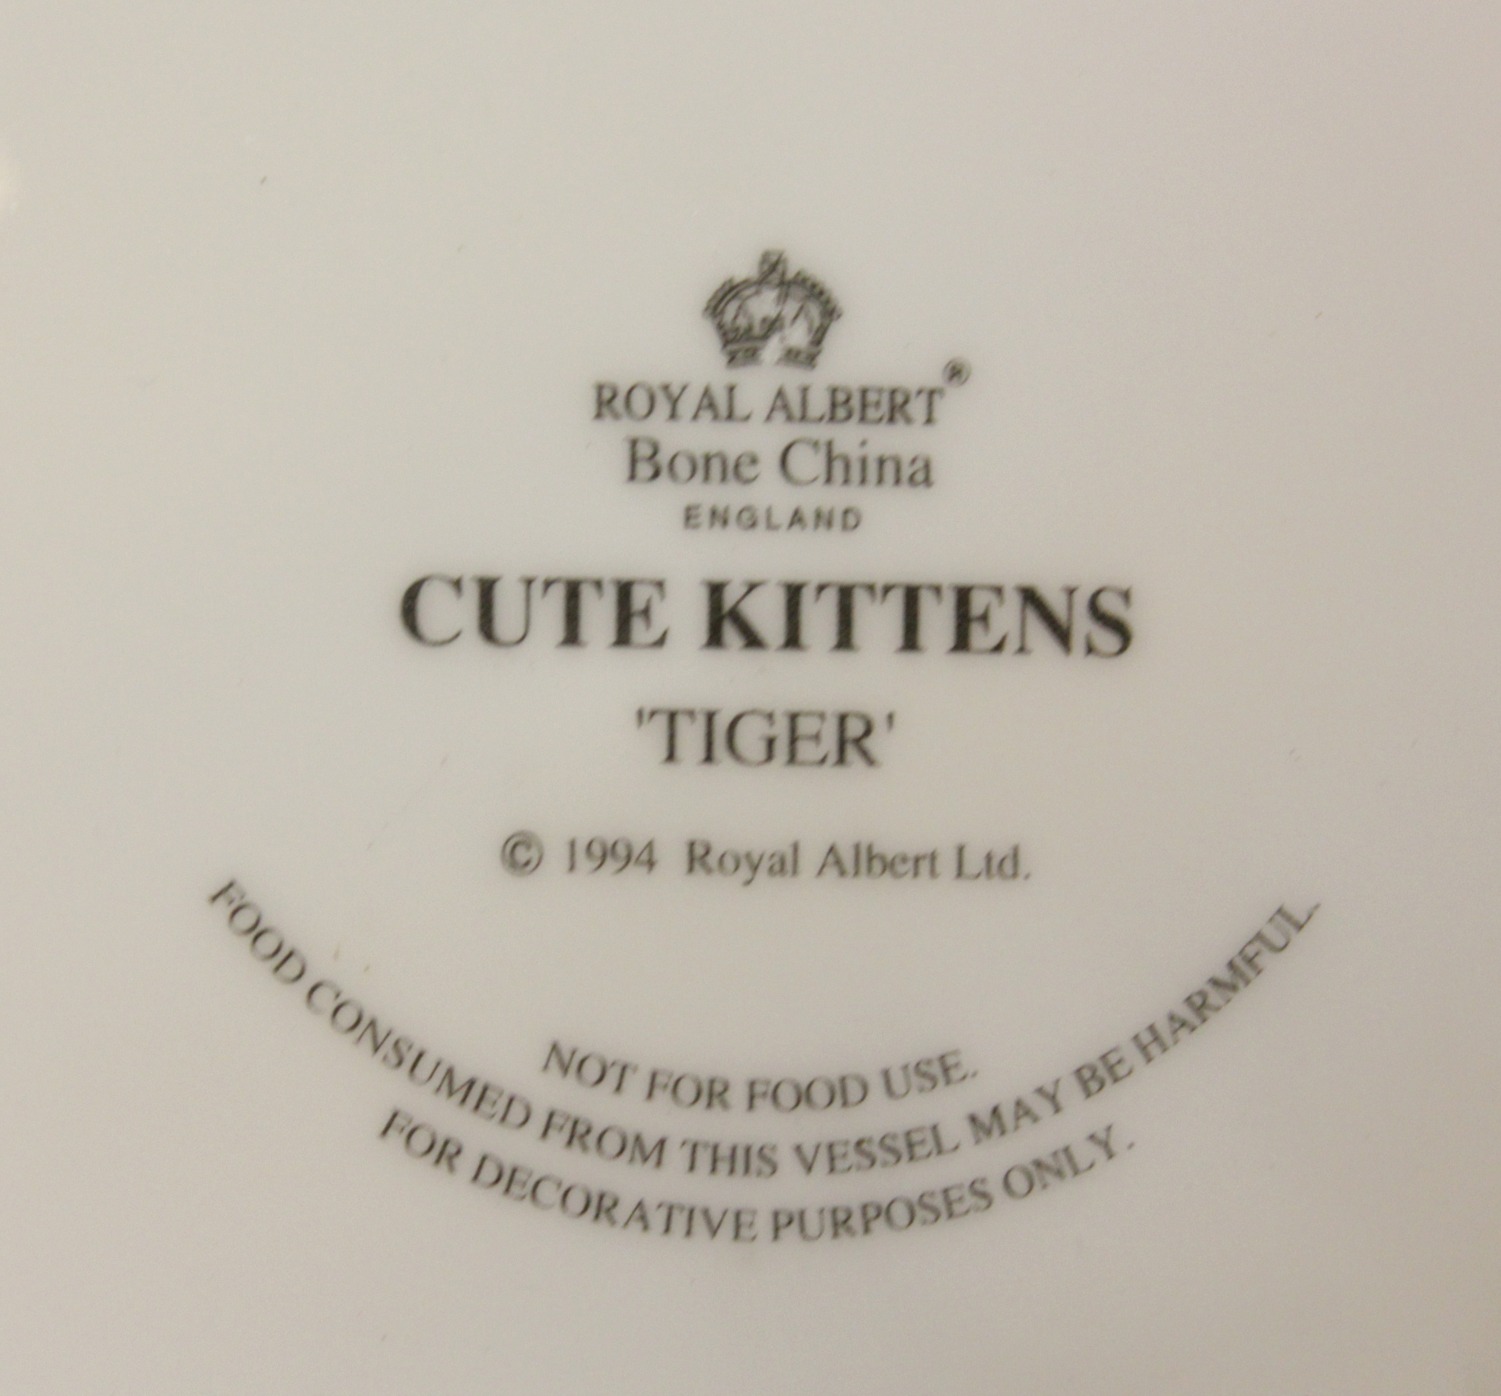 ROYAL ALBERT®
Bone China
ENGLAND
CUTE KITTENS
'TIGER'
© 1994 Royal Albert Ltd.
NOT FOR FOOD USE.
FOOD CONSUMED FROM THIS VESSEL MAY BE HARMFUL.
FOR DECORATIVE PURPOSES ONLY.